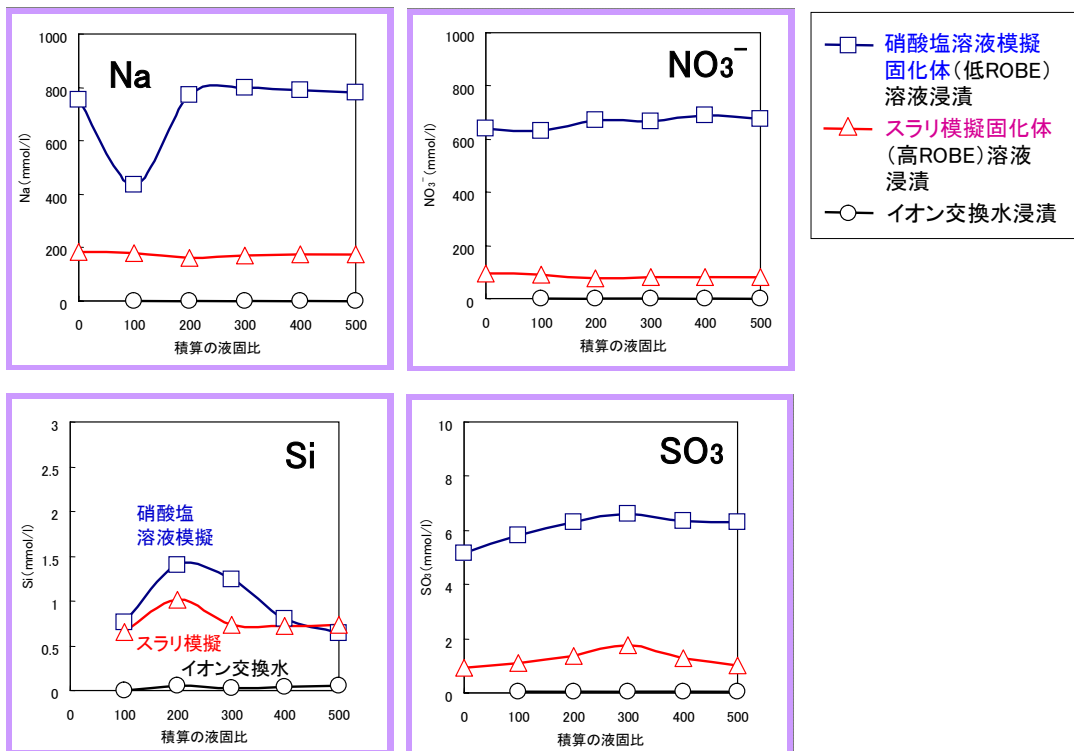 Na
Na(mmol/l)
1000
800
600
400
200
0
0 100 200 300 400 500
積算の液固比
NO₃⁻
NO₃⁻(mmol/l)
1000
800
600
400
200
0
0 100 200 300 400 500
積算の液固比
硝酸塩溶液模擬
固化体(低ROBE)
溶液浸漬
スラリ模擬固化体
(高ROBE)溶液
浸漬
イオン交換水浸漬
Si
Si(mmol/l)
3
2.5
2
1.5
1
0.5
0
硝酸塩
溶液模擬
スラリ模擬
イオン交換水
0 100 200 300 400 500
積算の液固比
SO₃
SO₃(mmol/l)
10
8
6
4
2
0
0 100 200 300 400 500
積算の液固比